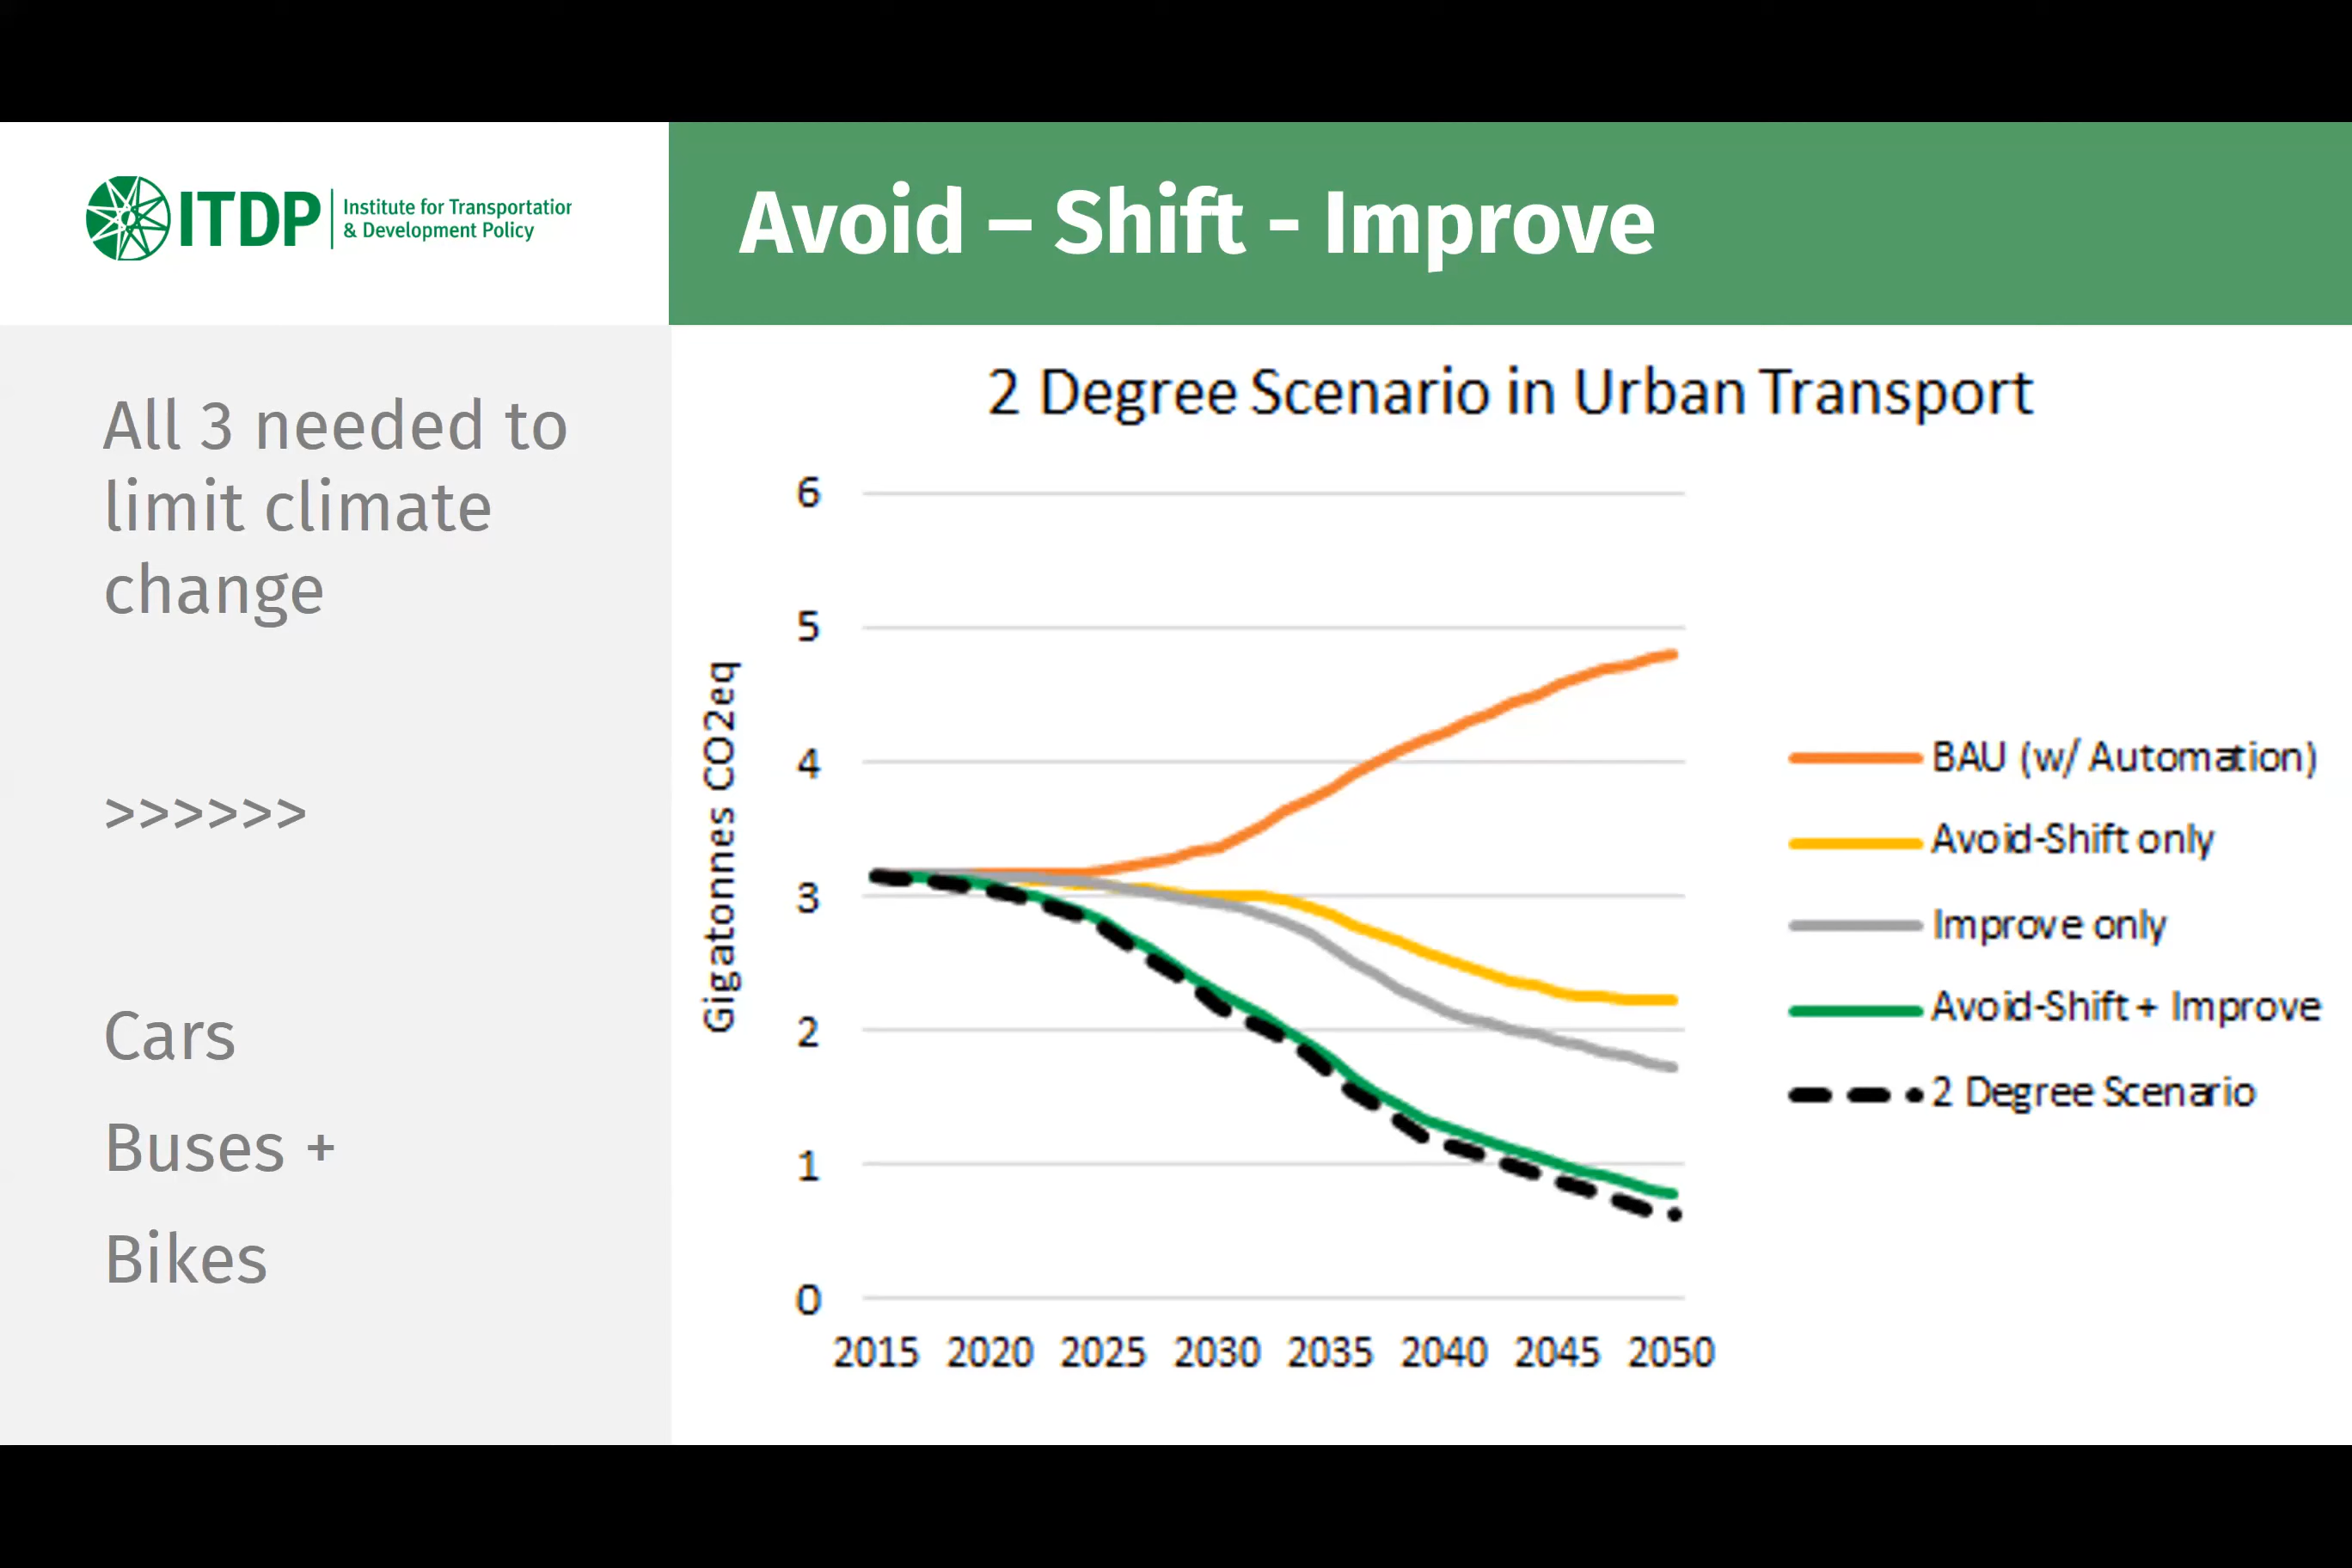 ITDP
Institute for Transportation
& Development Policy
Avoid – Shift - Improve
All 3 needed to
limit climate
change
>>>>>>
Cars
Buses +
Bikes
2 Degree Scenario in Urban Transport
Gigatonnes CO2eq
6
5
4
3
2
1
0
2015 2020 2025 2030 2035 2040 2045 2050
BAU (w/ Automation)
Avoid-Shift only
Improve only
Avoid-Shift + Improve
2 Degree Scenario